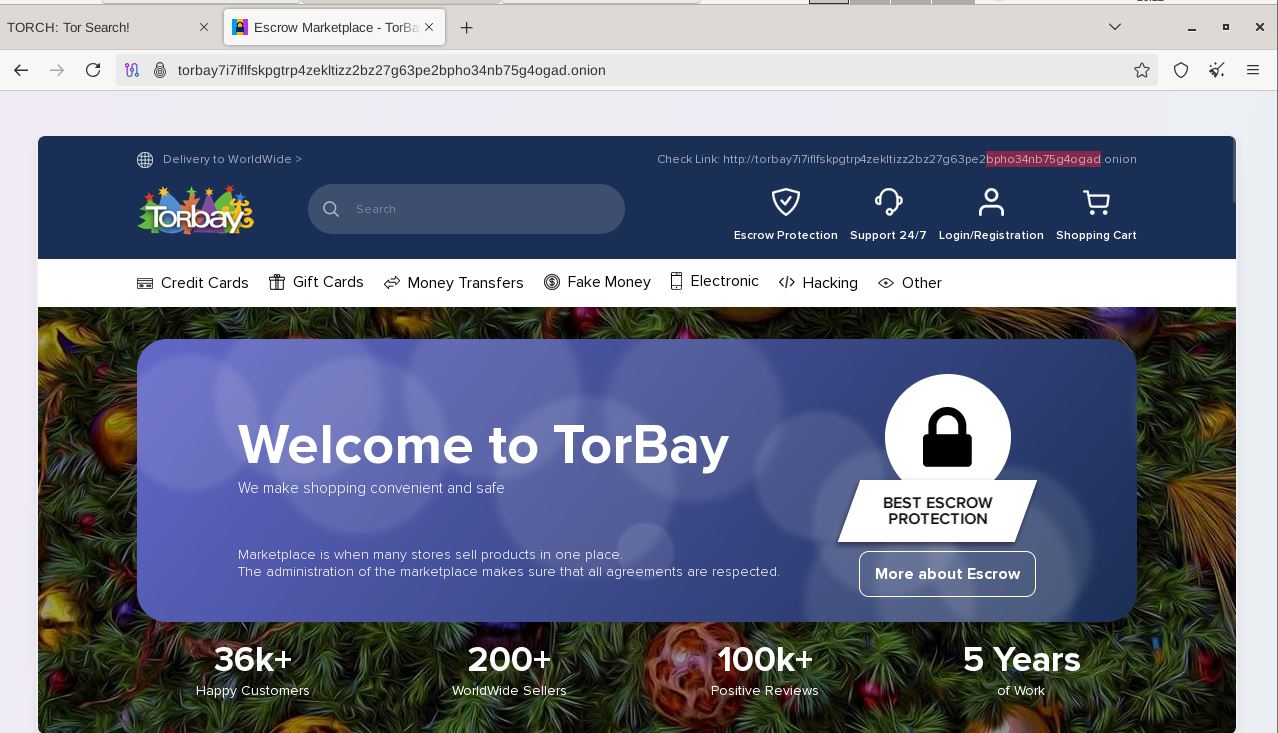 TORCH: Tor Search!
Escrow Marketplace - TorBa
torbay7i7iflfskpgtrp4zekltizz2bz27g63pe2bpho34nb75g4ogad.onion
Delivery to WorldWide >
Check Link: http://torbay7i7iflfskpgtrp4zekltizz2bz27g63pe2bpho34nb75g4ogad.onion
Torbay
Search
Escrow Protection
Support 24/7
Login/Registration
Shopping Cart
Credit Cards
Gift Cards
Money Transfers
Fake Money
Electronic
Hacking
Other
Welcome to TorBay
We make shopping convenient and safe
Marketplace is when many stores sell products in one place.
The administration of the marketplace makes sure that all agreements are respected.
BEST ESCROW
PROTECTION
More about Escrow
36k+
Happy Customers
200+
WorldWide Sellers
100k+
Positive Reviews
5 Years
of Work